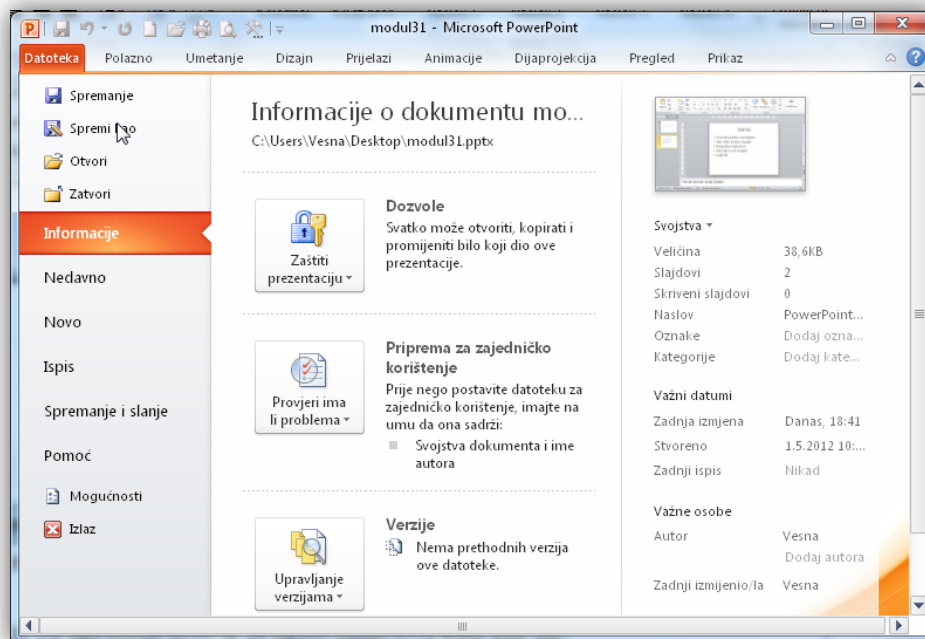 modul31 - Microsoft PowerPoint
Datoteka Polazno Umetanje Dizajn Prijelazi Animacije Dijaprojekcija Pregled Prikaz
Spremanje
Spremi kao
Otvori
Zatvori
Informacije
Nedavno
Novo
Ispis
Spremanje i slanje
Pomoć
Mogućnosti
Izlaz
Informacije o dokumentu mo...
C:\Users\Vesna\Desktop\modul31.pptx
Zaštiti
prezentaciju
Dozvole
Svatko može otvoriti, kopirati i
promijeniti bilo koji dio ove
prezentacije.
Provjeri ima
li problema
Priprema za zajedničko
korištenje
Prije nego postavite datoteku za
zajedničko korištenje, imajte na
umu da ona sadrži:
Svojstva dokumenta i ime
autora
Upravljanje
verzijama
Verzije
Nema prethodnih verzija
ove datoteke.
Svojstva
Veličina 38,6KB
Slajdovi 2
Skriveni slajdovi 0
Naslov PowerPoint...
Oznake Dodaj ozna...
Kategorije Dodaj kate...
Važni datumi
Zadnja izmjena Danas, 18:41
Stvoreno 1.5.2012 10:...
Zadnji ispis Nikad
Važne osobe
Autor Vesna
Dodaj autora
Zadnji izmijenio/la Vesna